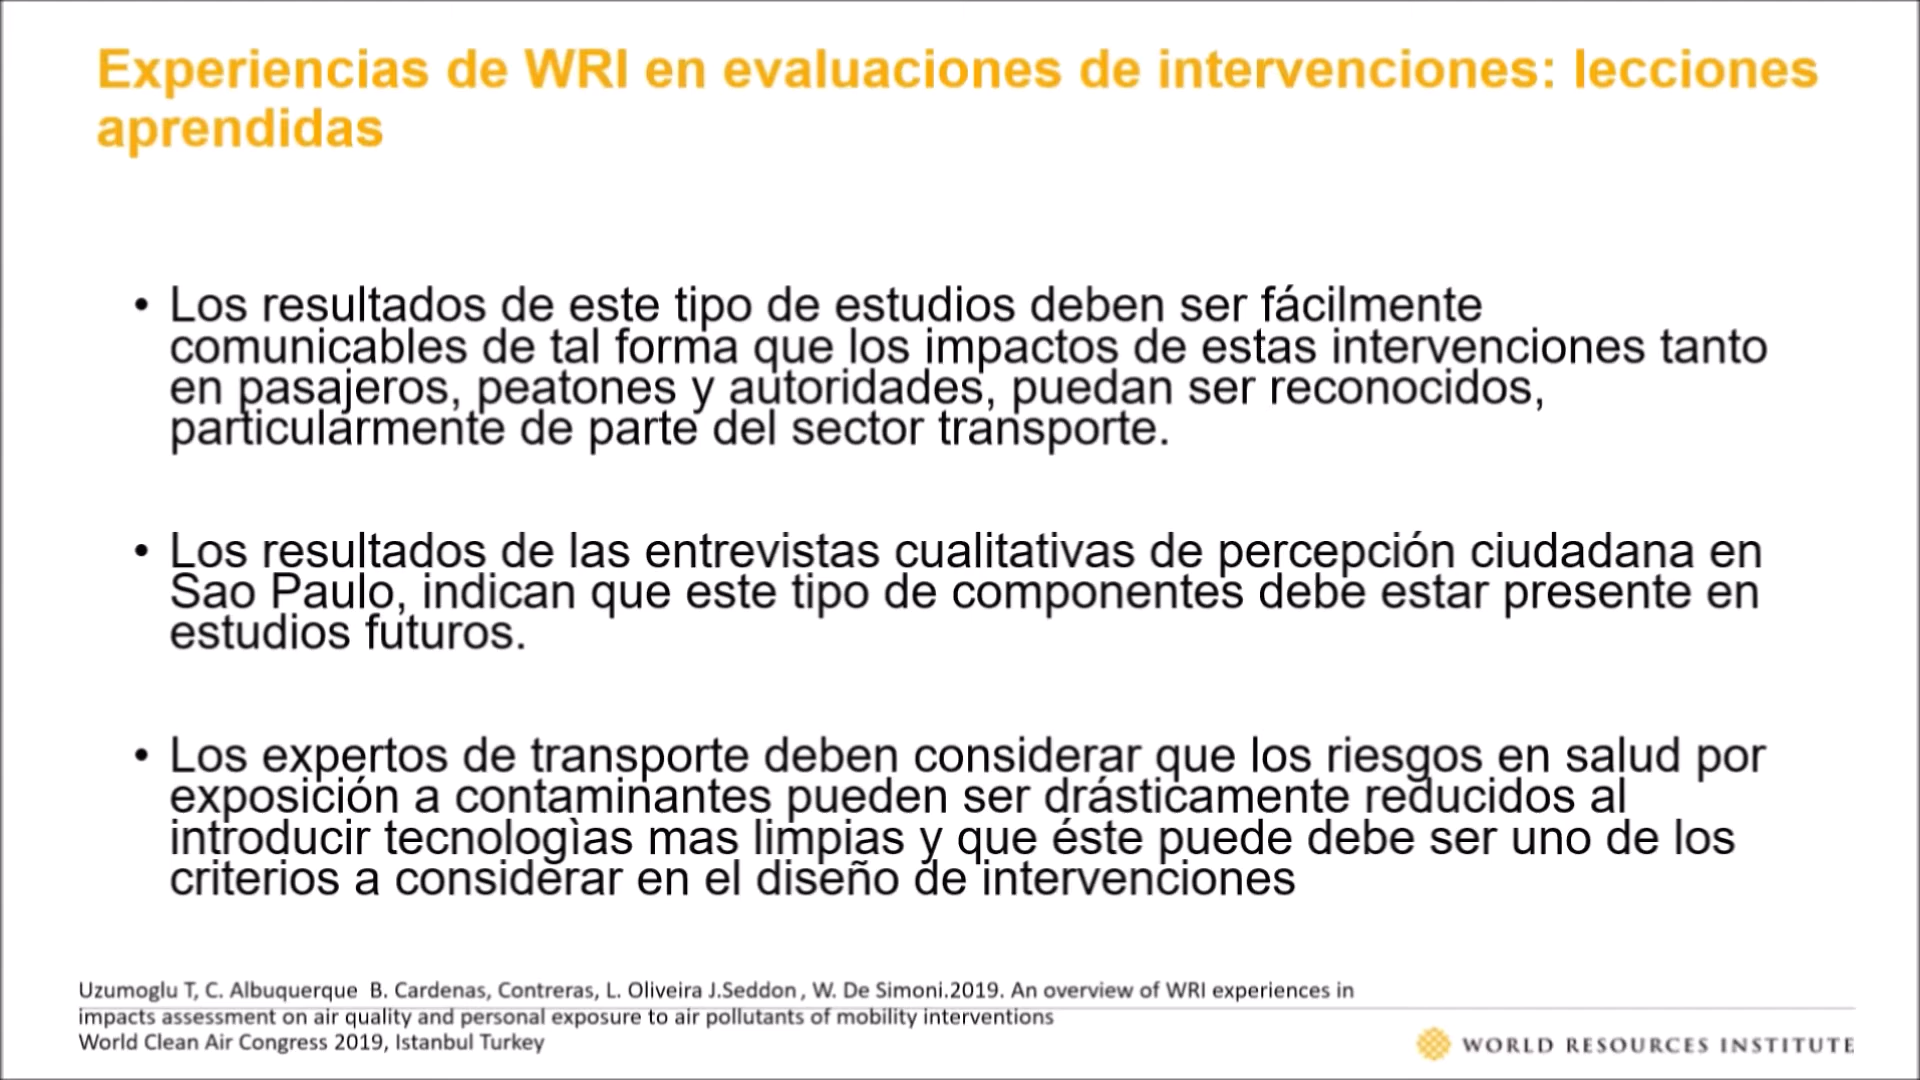 Experiencias de WRI en evaluaciones de intervenciones: lecciones
aprendidas
• Los resultados de este tipo de estudios deben ser fácilmente
comunicables de tal forma que los impactos de estas intervenciones tanto
en pasajeros, peatones y autoridades, puedan ser reconocidos,
particularmente de parte del sector transporte.
• Los resultados de las entrevistas cualitativas de percepción ciudadana en
Sao Paulo, indican que este tipo de componentes debe estar presente en
estudios futuros.
• Los expertos de transporte deben considerar que los riesgos en salud por
exposición a contaminantes pueden ser drásticamente reducidos al
introducir tecnologìas mas limpias y que éste puede debe ser uno de los
criterios a considerar en el diseño de intervenciones
Uzumoglu T, C. Albuquerque B. Cardenas, Contreras, L. Oliveira J.Seddon, W. De Simoni.2019. An overview of WRI experiences in
impacts assessment on air quality and personal exposure to air pollutants of mobility interventions
World Clean Air Congress 2019, Istanbul Turkey
WORLD RESOURCES INSTITUTE